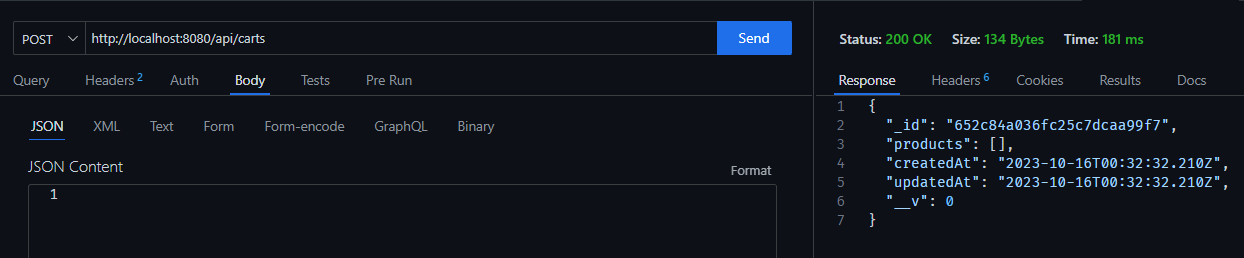 POST http://localhost:8080/api/carts Send
Query Headers 2 Auth Body Tests Pre Run
JSON XML Text Form Form-encode GraphQL Binary
JSON Content Format
1
Status: 200 OK Size: 134 Bytes Time: 181 ms
Response Headers 6 Cookies Results Docs
1 {
2 "_id": "652c84a036fc25c7dcaa99f7",
3 "products": [],
4 "createdAt": "2023-10-16T00:32:32.210Z",
5 "updatedAt": "2023-10-16T00:32:32.210Z",
6 "__v": 0
7 }